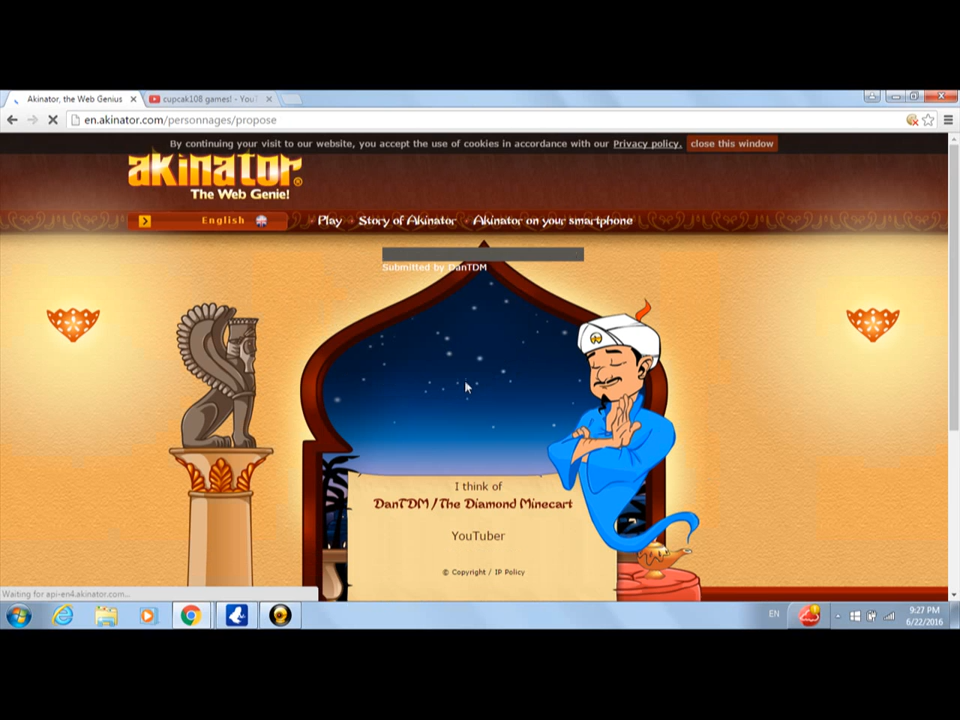 Akinator, the Web Genius
cupcak108 games! - You
en.akinator.com/personnages/propose
By continuing your visit to our website, you accept the use of cookies in accordance with our Privacy policy. close this window
akinator®
The Web Genie!
English
Play
Story of Akinator
Akinator on your smartphone
Submitted by DanTDM
I think of
DanTDM / The Diamond Minecart
YouTuber
© Copyright / IP Policy
Waiting for api-en4.akinator.com...
EN
9:27 PM
6/22/2016